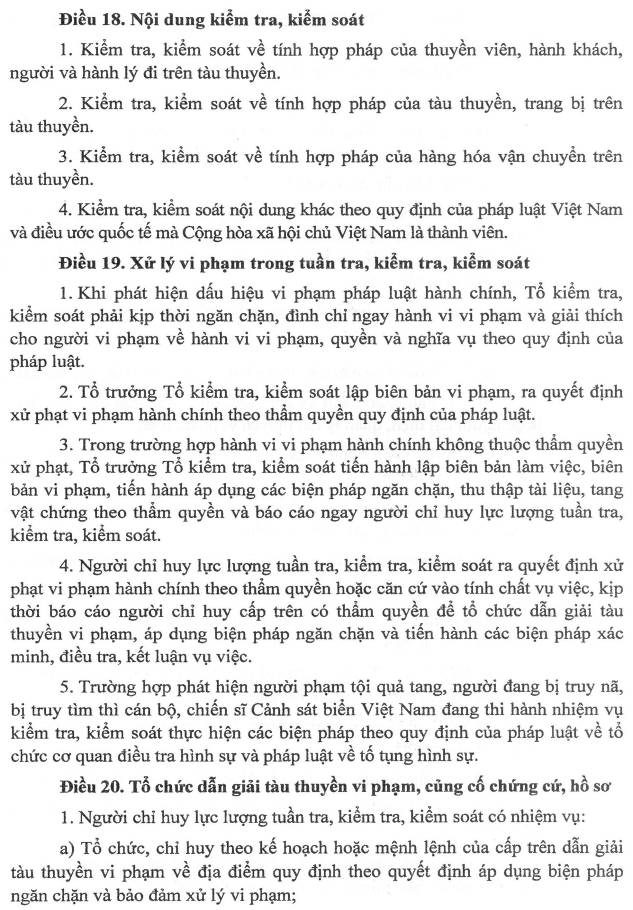 Điều 18. Nội dung kiểm tra, kiểm soát
1. Kiểm tra, kiểm soát về tính hợp pháp của thuyền viên, hành khách,
người và hành lý đi trên tàu thuyền.
2. Kiểm tra, kiểm soát về tính hợp pháp của tàu thuyền, trang bị trên
tàu thuyền.
3. Kiểm tra, kiểm soát về tính hợp pháp của hàng hóa vận chuyển trên
tàu thuyền.
4. Kiểm tra, kiểm soát nội dung khác theo quy định của pháp luật Việt Nam
và điều ước quốc tế mà Cộng hòa xã hội chủ Việt Nam là thành viên.
Điều 19. Xử lý vi phạm trong tuần tra, kiểm tra, kiểm soát
1. Khi phát hiện dấu hiệu vi phạm pháp luật hành chính, Tổ kiểm tra,
kiểm soát phải kịp thời ngăn chặn, đình chỉ ngay hành vi vi phạm và giải thích
cho người vi phạm về hành vi vi phạm, quyền và nghĩa vụ theo quy định của
pháp luật.
2. Tổ trưởng Tổ kiểm tra, kiểm soát lập biên bản vi phạm, ra quyết định
xử phạt vi phạm hành chính theo thẩm quyền quy định của pháp luật.
3. Trong trường hợp hành vi vi phạm hành chính không thuộc thẩm quyền
xử phạt, Tổ trưởng Tổ kiểm tra, kiểm soát tiến hành lập biên bản làm việc, biên
bản vi phạm, tiến hành áp dụng các biện pháp ngăn chặn, thu thập tài liệu, tang
vật chứng theo thẩm quyền và báo cáo ngay người chỉ huy lực lượng tuần tra,
kiểm tra, kiểm soát.
4. Người chỉ huy lực lượng tuần tra, kiểm tra, kiểm soát ra quyết định xử
phạt vi phạm hành chính theo thẩm quyền hoặc căn cứ vào tính chất vụ việc, kịp
thời báo cáo người chỉ huy cấp trên có thẩm quyền để tổ chức dẫn giải tàu
thuyền vi phạm, áp dụng biện pháp ngăn chặn và tiến hành các biện pháp xác
minh, điều tra, kết luận vụ việc.
5. Trường hợp phát hiện người phạm tội quả tang, người đang bị truy nã,
bị truy tìm thì cán bộ, chiến sĩ Cảnh sát biển Việt Nam đang thi hành nhiệm vụ
kiểm tra, kiểm soát thực hiện các biện pháp theo quy định của pháp luật về tổ
chức cơ quan điều tra hình sự và pháp luật về tố tụng hình sự.
Điều 20. Tổ chức dẫn giải tàu thuyền vi phạm, củng cố chứng cứ, hồ sơ
1. Người chỉ huy lực lượng tuần tra, kiểm tra, kiểm soát có nhiệm vụ:
a) Tổ chức, chỉ huy theo kế hoạch hoặc mệnh lệnh của cấp trên dẫn giải
tàu thuyền vi phạm về địa điểm quy định theo quyết định áp dụng biện pháp
ngăn chặn và bảo đảm xử lý vi phạm;